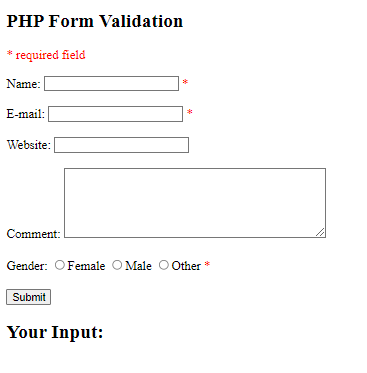 PHP Form Validation
* required field
Name: *
E-mail: *
Website:
Comment:
Gender: Female Male Other *
Submit
Your Input: